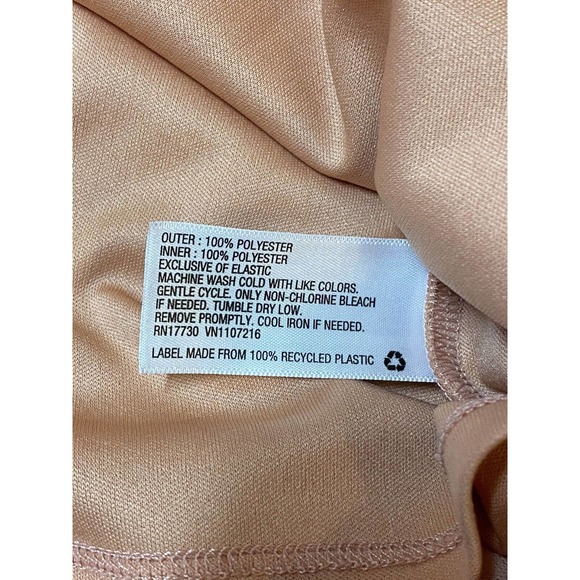 OUTER : 100% POLYESTER
INNER : 100% POLYESTER
EXCLUSIVE OF ELASTIC
MACHINE WASH COLD WITH LIKE COLORS.
GENTLE CYCLE. ONLY NON-CHLORINE BLEACH
IF NEEDED. TUMBLE DRY LOW.
REMOVE PROMPTLY. COOL IRON IF NEEDED.
RN17730 VN1107216
LABEL MADE FROM 100% RECYCLED PLASTIC